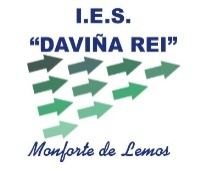 I.E.S.
“DAVIÑA REI”
Monforte de Lemos